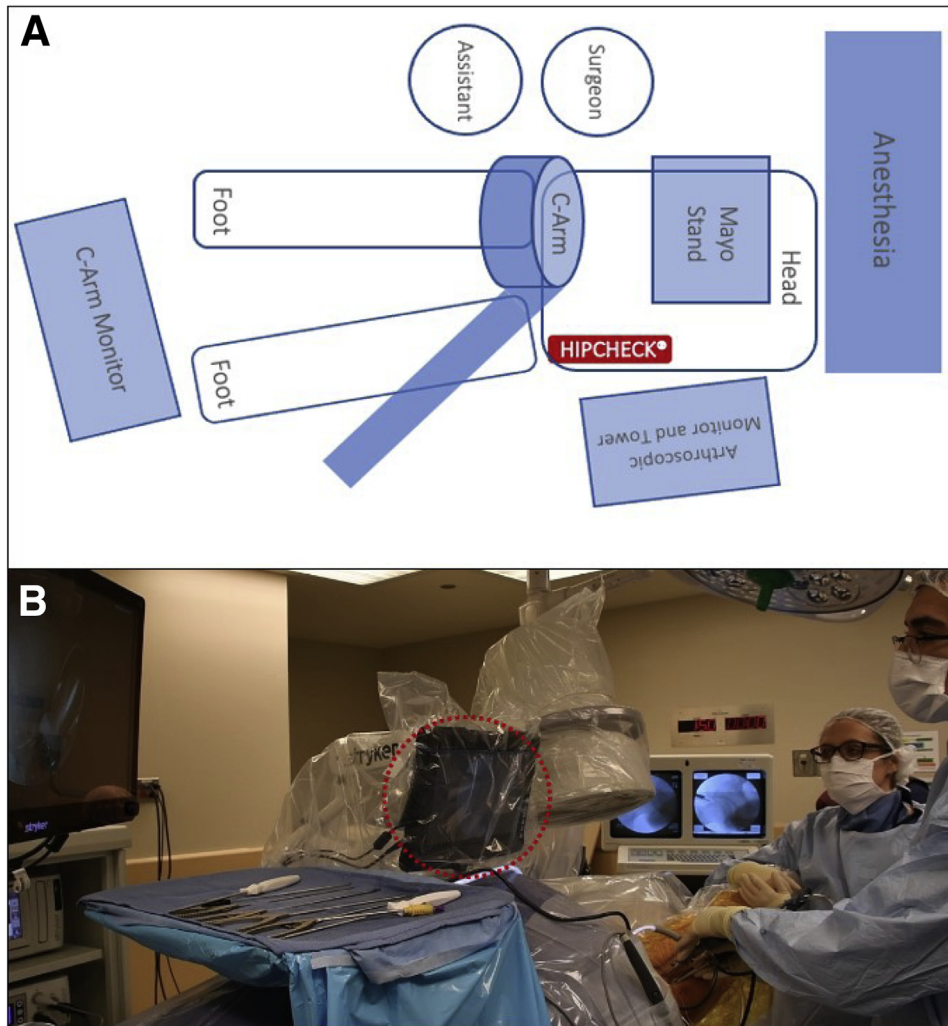 A
Assistant
Surgeon
Anesthesia
Foot
C-Arm
Mayo
Stand
Head
C-Arm Monitor
HIPCHECK
Foot
Arthroscopic
Monitor and Tower
B
stryker
stryker